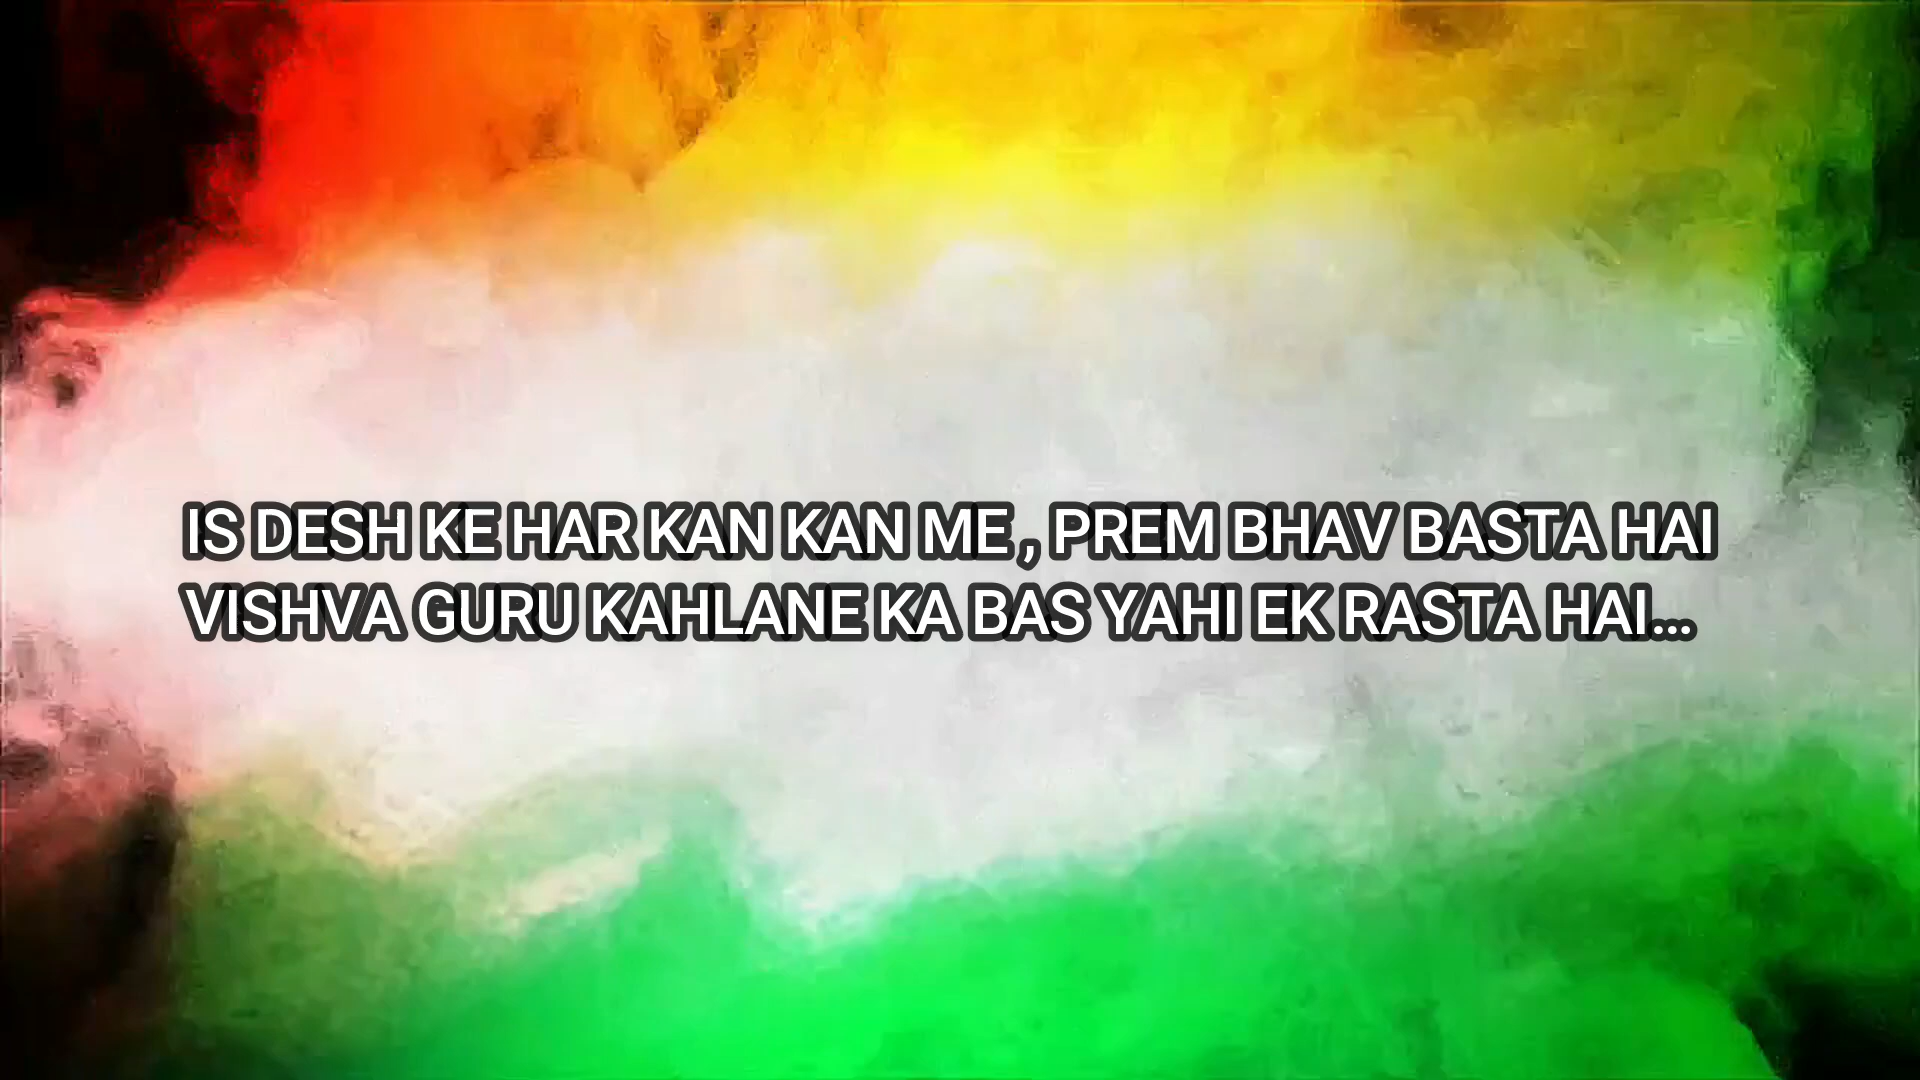 IS DESH KE HAR KAN KAN ME , PREM BHAV BASTA HAI
VISHVA GURU KAHLANE KA BAS YAHI EK RASTA HAI...